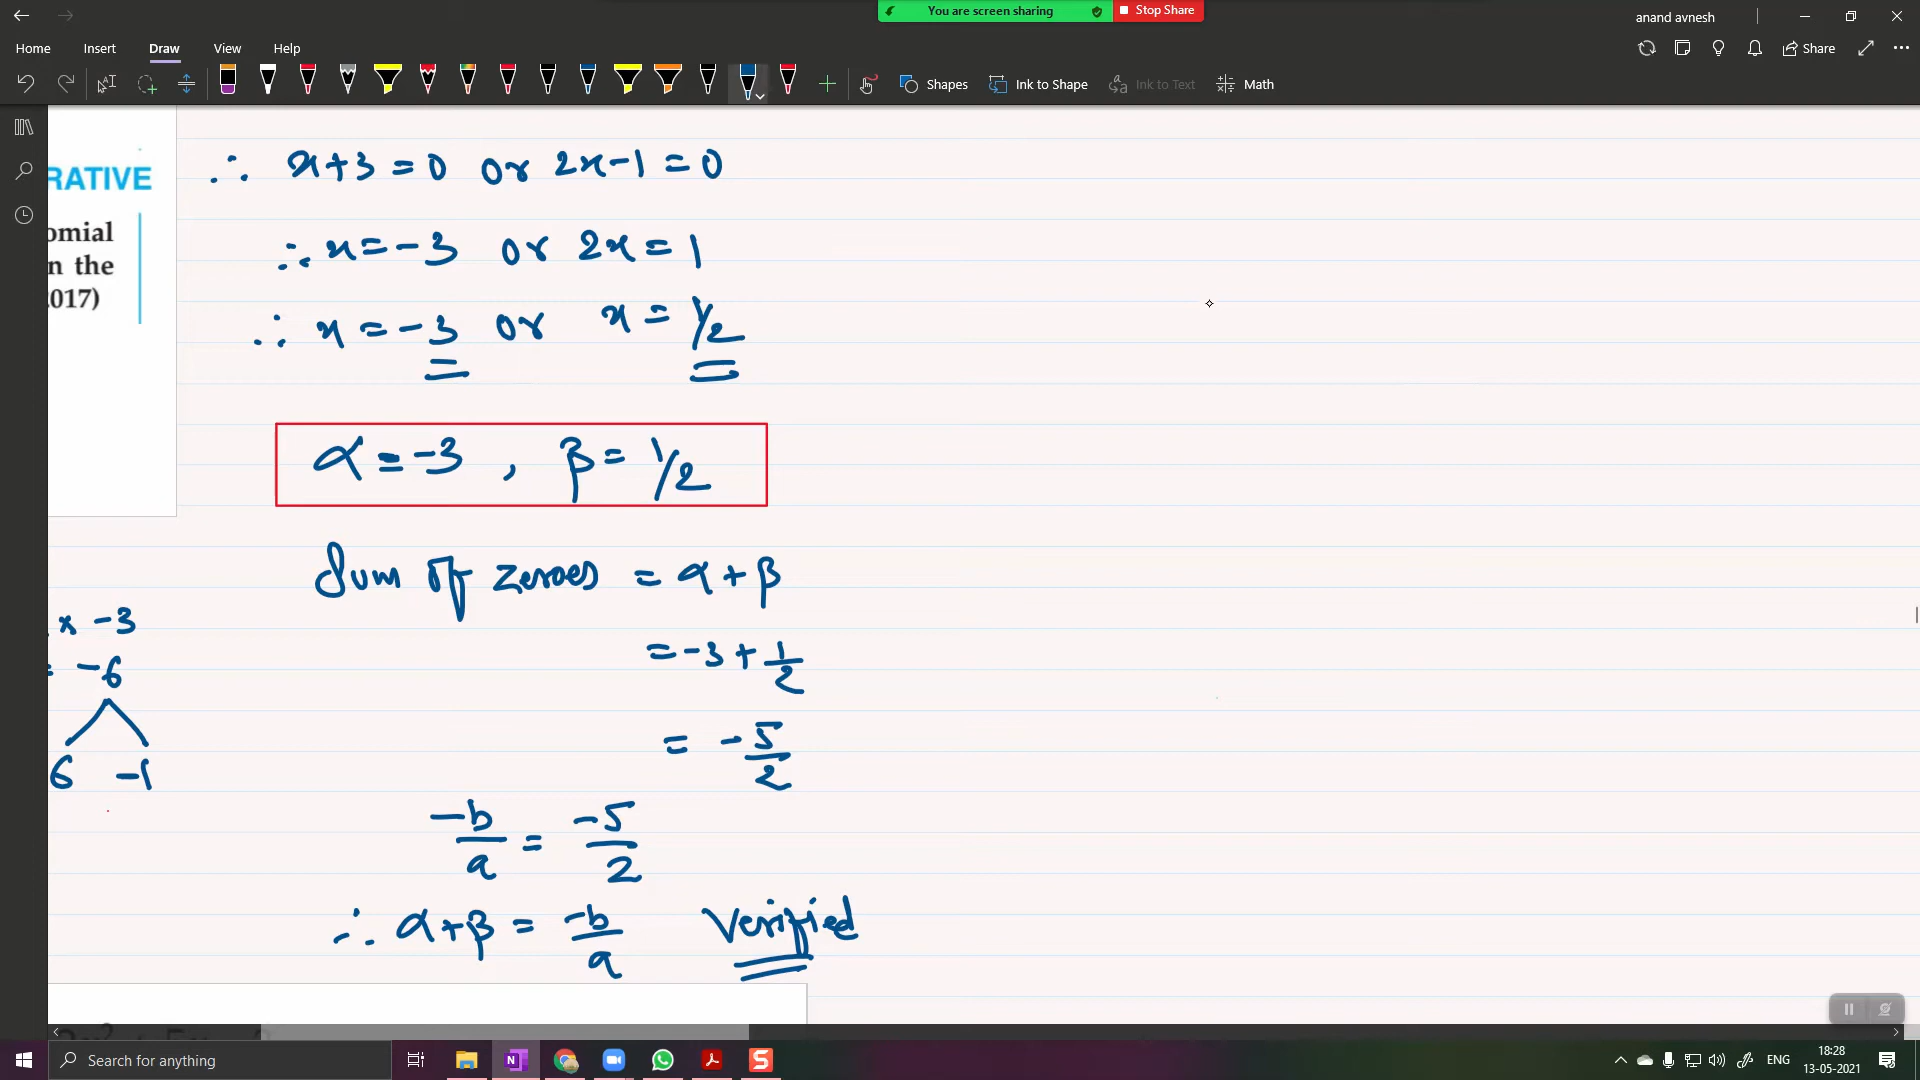 You are screen sharing
Stop Share
anand avnesh
Home Insert Draw View Help
Share
Shapes Ink to Shape Ink to Text Math
RATIVE
omial
n the
017)
∴ x+3=0 or 2x-1=0
∴ x=-3 or 2x=1
∴ x=-3 or x=1/2
α=-3 , β=1/2
Sum of zeroes = α+β
= -3 + 1/2
= -5/2
-b/a = -5/2
∴ α+β = -b/a Verified
x -3
= -6
6 -1
Search for anything
ENG
18:28
13-05-2021